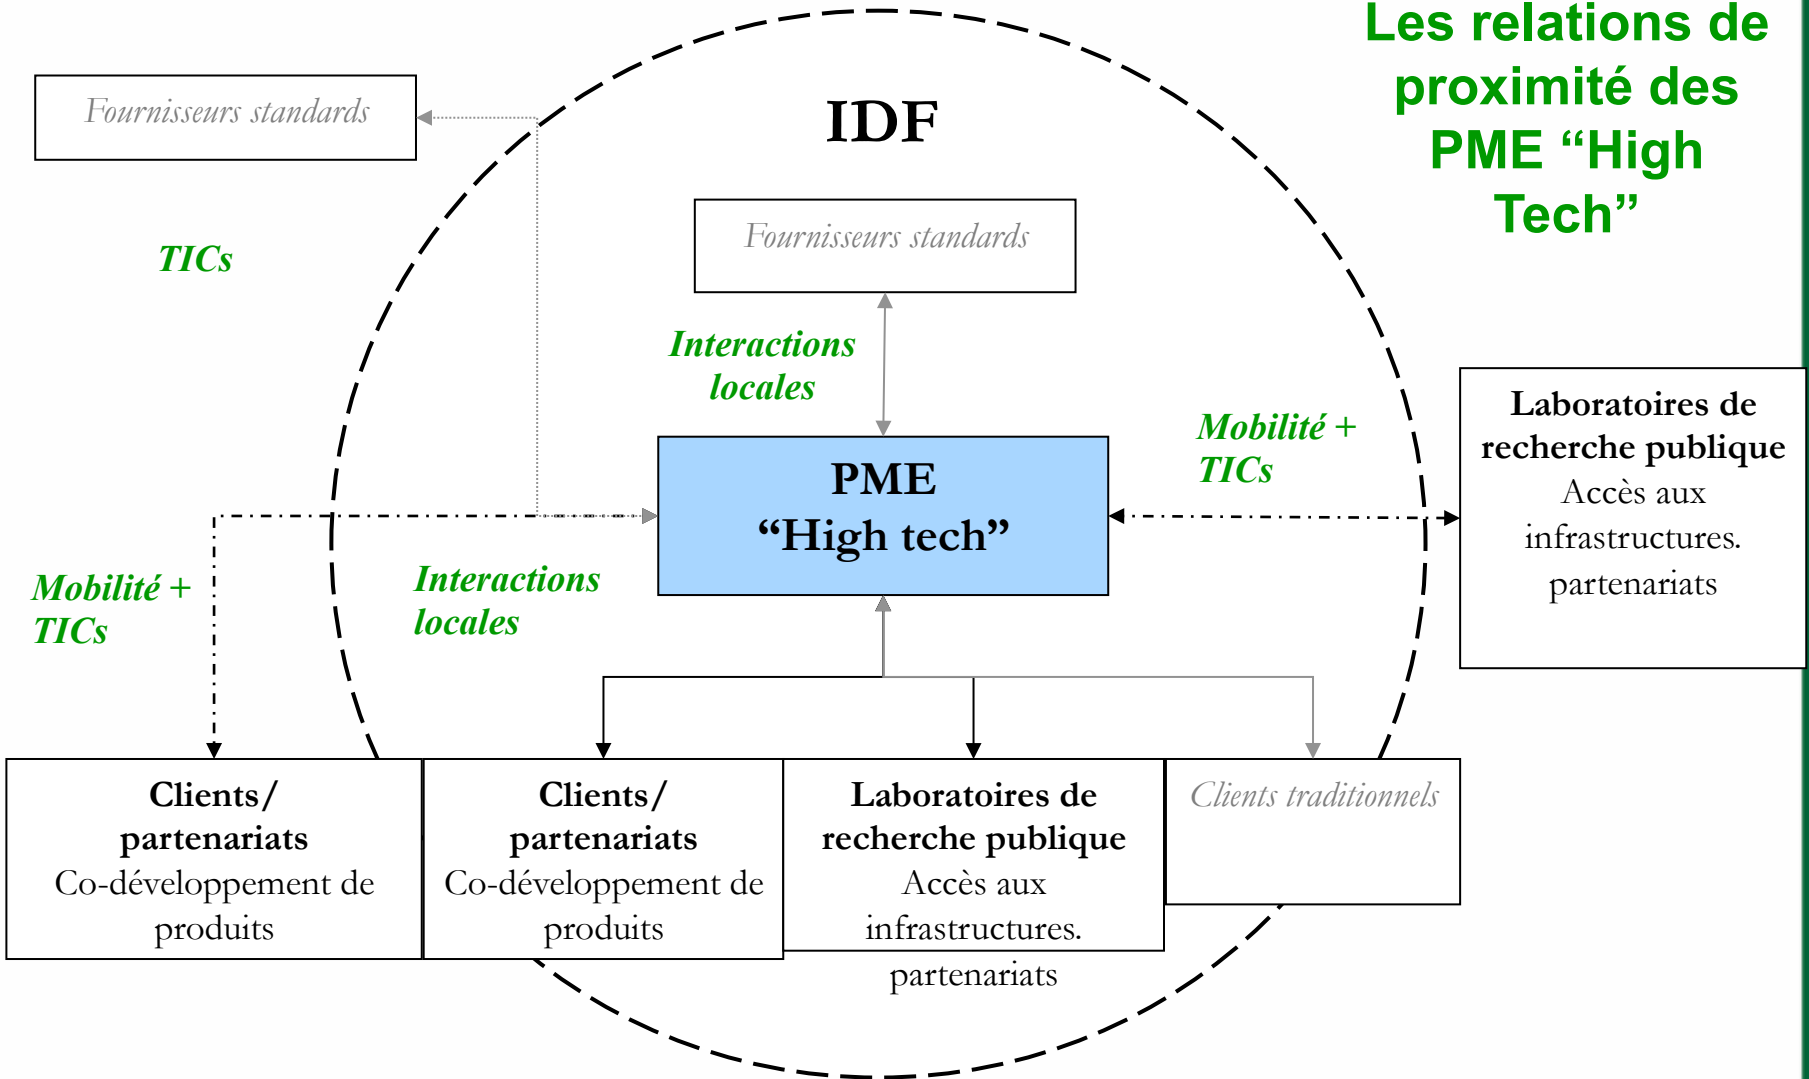 Les relations de
proximité des
PME “High
Tech”
Fournisseurs standards
IDF
Fournisseurs standards
TICs
Interactions
locales
Mobilité +
TICs
Laboratoires de
recherche publique
Accès aux
infrastructures.
partenariats
PME
“High tech”
Mobilité +
TICs
Interactions
locales
Clients/
partenariats
Co-développement de
produits
Clients/
partenariats
Co-développement de
produits
Laboratoires de
recherche publique
Accès aux
infrastructures.
partenariats
Clients traditionnels